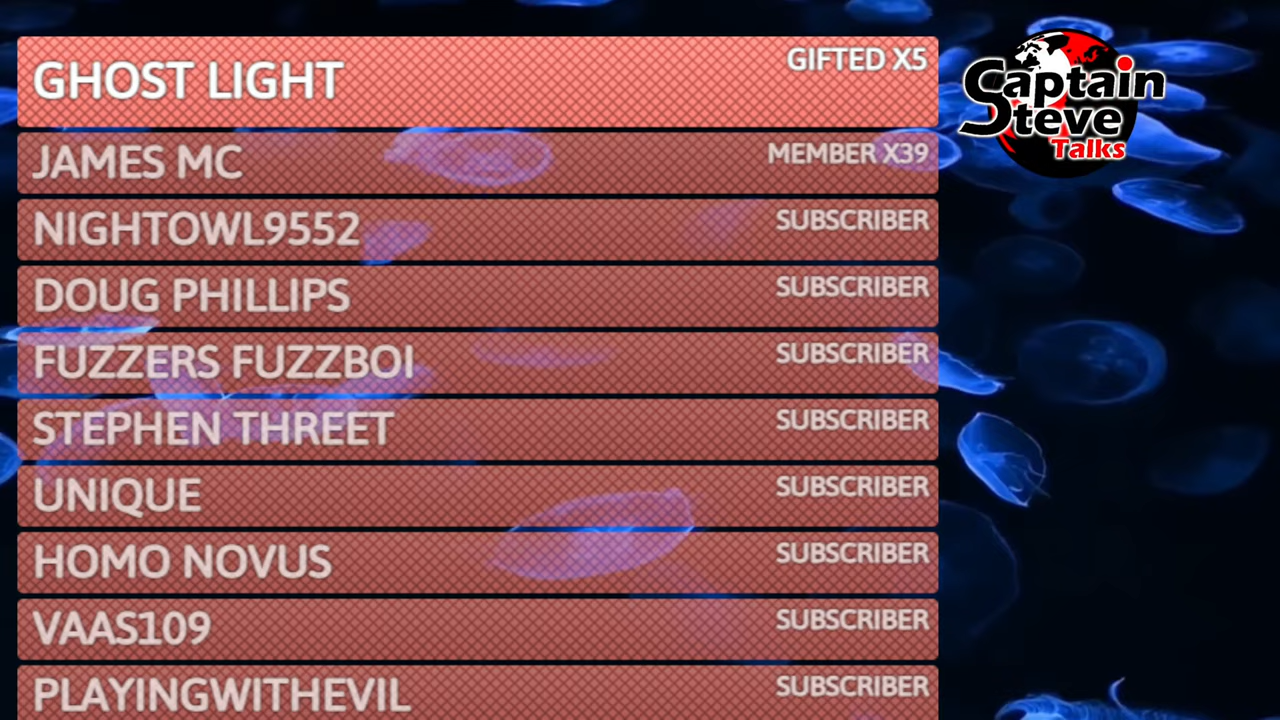 GHOST LIGHT GIFTED X5
JAMES MC MEMBER X39
NIGHTOWL9552 SUBSCRIBER
DOUG PHILLIPS SUBSCRIBER
FUZZERS FUZZBOI SUBSCRIBER
STEPHEN THREET SUBSCRIBER
UNIQUE SUBSCRIBER
HOMO NOVUS SUBSCRIBER
VAAS109 SUBSCRIBER
PLAYINGWITHEVIL SUBSCRIBER
Captain
Steve
Talks